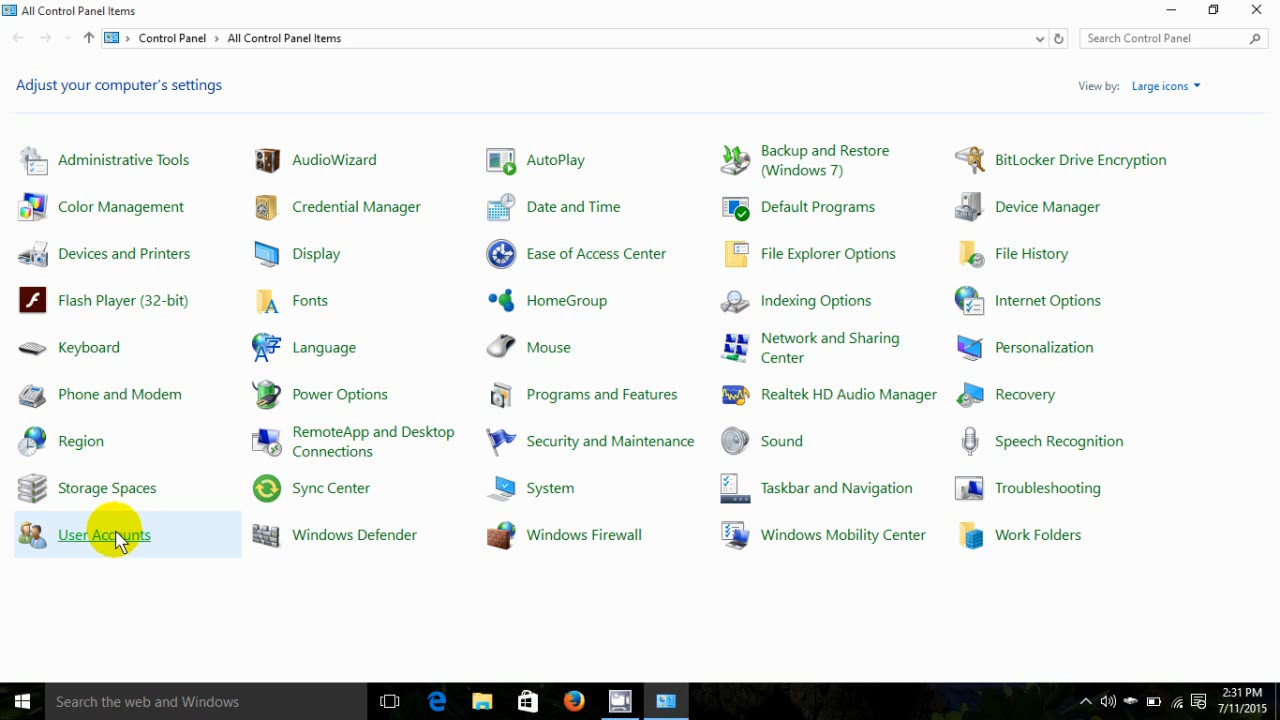 All Control Panel Items
Control Panel > All Control Panel Items
Search Control Panel
Adjust your computer's settings
View by: Large icons
Administrative Tools
AudioWizard
AutoPlay
Backup and Restore
(Windows 7)
BitLocker Drive Encryption
Color Management
Credential Manager
Date and Time
Default Programs
Device Manager
Devices and Printers
Display
Ease of Access Center
File Explorer Options
File History
Flash Player (32-bit)
Fonts
HomeGroup
Indexing Options
Internet Options
Keyboard
Language
Mouse
Network and Sharing
Center
Personalization
Phone and Modem
Power Options
Programs and Features
Realtek HD Audio Manager
Recovery
Region
RemoteApp and Desktop
Connections
Security and Maintenance
Sound
Speech Recognition
Storage Spaces
Sync Center
System
Taskbar and Navigation
Troubleshooting
User Accounts
Windows Defender
Windows Firewall
Windows Mobility Center
Work Folders
Search the web and Windows
2:31 PM
7/11/2015